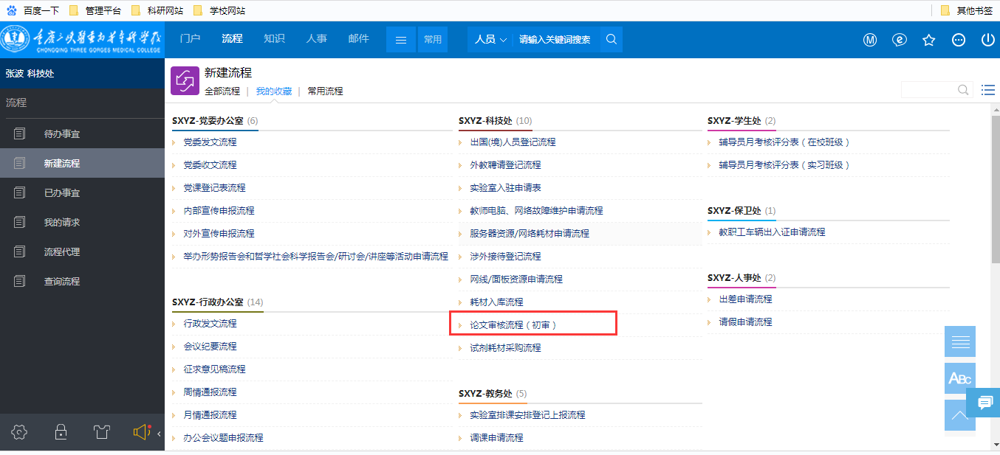 百度一下 管理平台 科研网站 学校网站 其他书签
CHONGQING THREE GORGES MEDICAL COLLEGE
门户 流程 知识 人事 邮件 常用 人员 请输入关键词搜索
张波 科技处
流程
待办事宜
新建流程
已办事宜
我的请求
流程代理
查询流程
新建流程
全部流程 | 我的收藏 | 常用流程
SXYZ-党委办公室 (6)
党委发文流程
党委收文流程
党课登记表流程
内部宣传申报流程
对外宣传申报流程
举办形势报告会和哲学社会科学报告会/研讨会/讲座等活动申请流程
SXYZ-行政办公室 (14)
行政发文流程
会议纪要流程
征求意见稿流程
周情通报流程
月情通报流程
办公会议题申报流程
SXYZ-科技处 (10)
出国(境)人员登记流程
外教聘请登记流程
实验室入驻申请表
教师电脑、网络故障维护申请流程
服务器资源/网络耗材申请流程
涉外接待登记流程
网线/面板资源申请流程
耗材入库流程
论文审核流程（初审）
试剂耗材采购流程
SXYZ-教务处 (5)
实验室排课安排登记上报流程
调课申请流程
SXYZ-学生处 (2)
辅导员月考核评分表（在校班级）
辅导员月考核评分表（实习班级）
SXYZ-保卫处 (1)
教职工车辆出入证申请流程
SXYZ-人事处 (2)
出差申请流程
请假申请流程
ABC